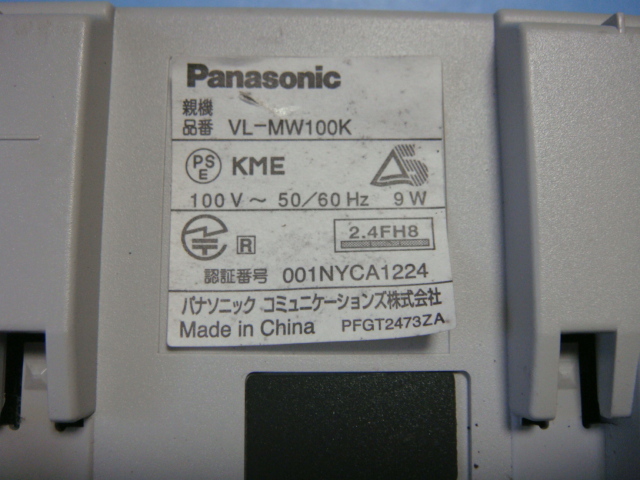 Panasonic
親機
品番 VL-MW100K
PS E KME S
100V ～ 50/60Hz 9W
R 2.4FH8
認証番号 001NYCA1224
パナソニック コミュニケーションズ株式会社
Made in China PFGT2473ZA